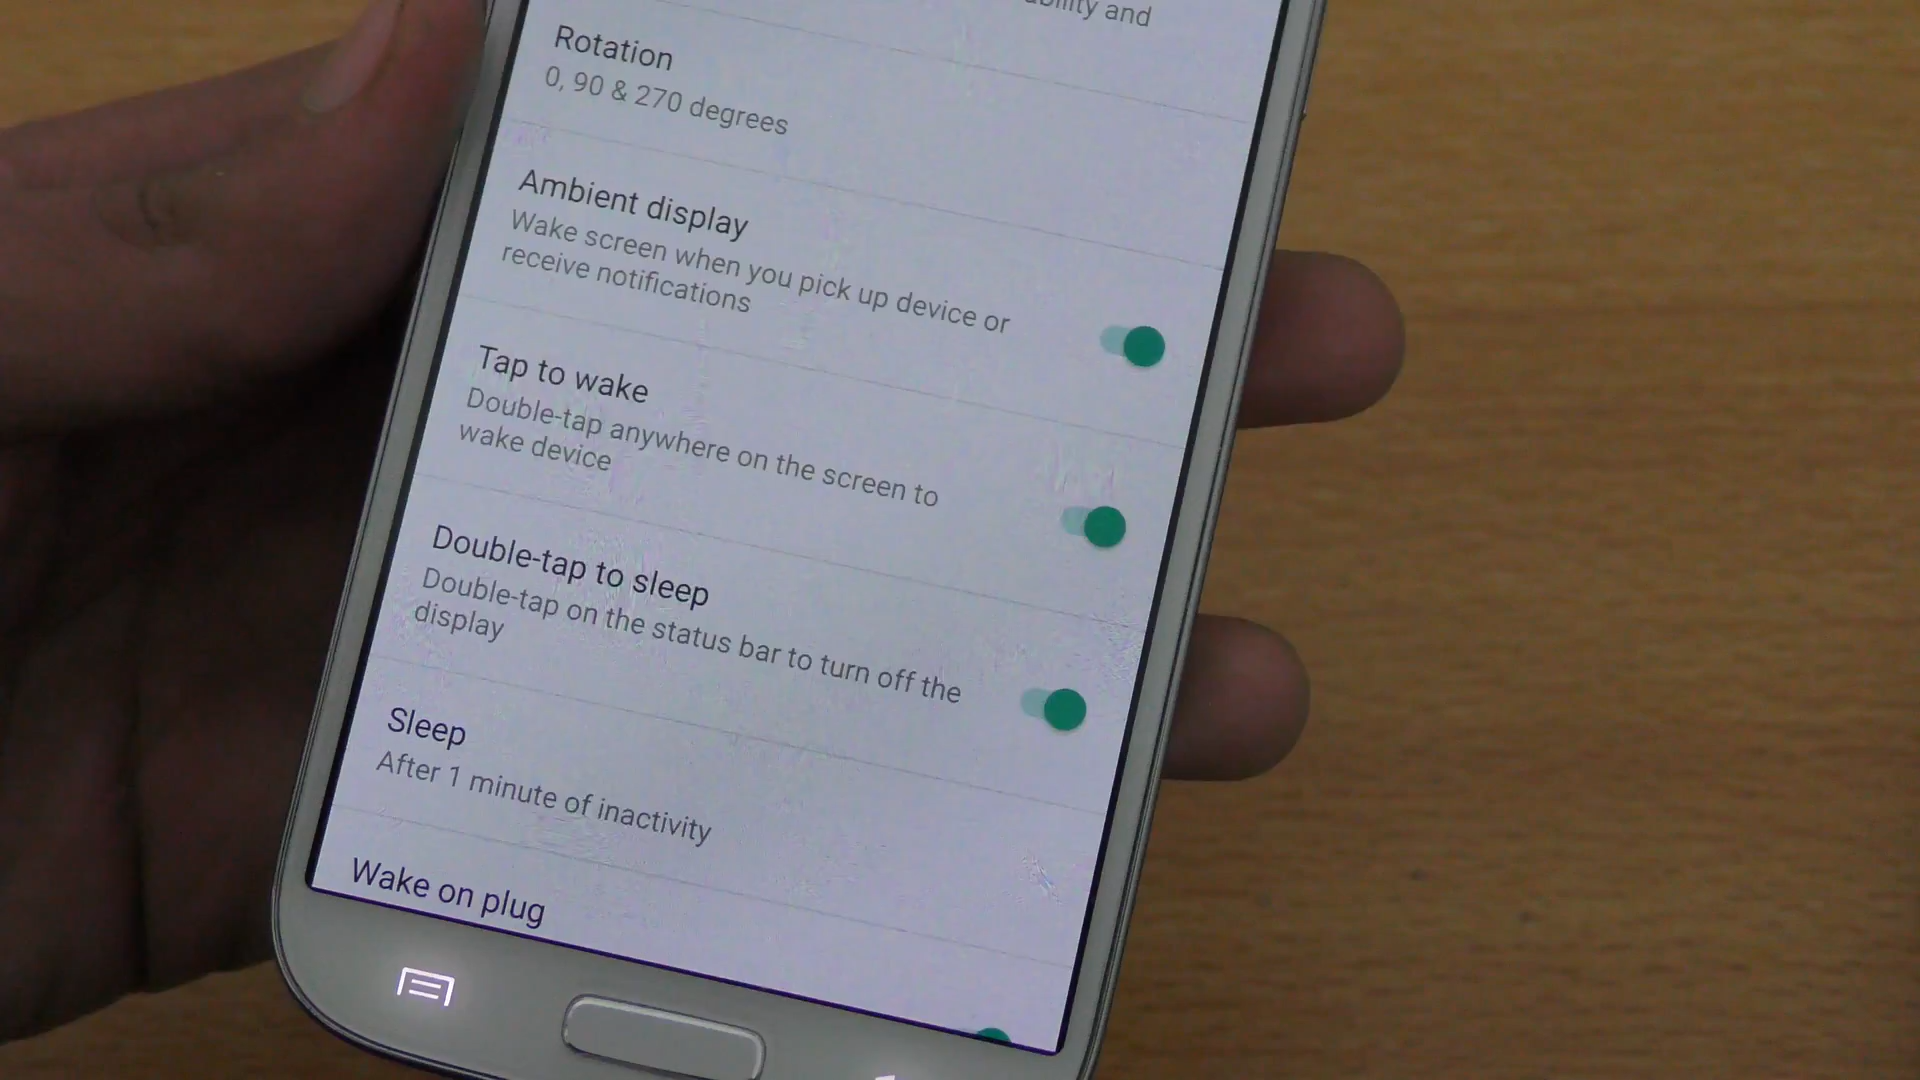 and
Rotation
0, 90 & 270 degrees
Ambient display
Wake screen when you pick up device or
receive notifications
Tap to wake
Double-tap anywhere on the screen to
wake device
Double-tap to sleep
Double-tap on the status bar to turn off the
display
Sleep
After 1 minute of inactivity
Wake on plug